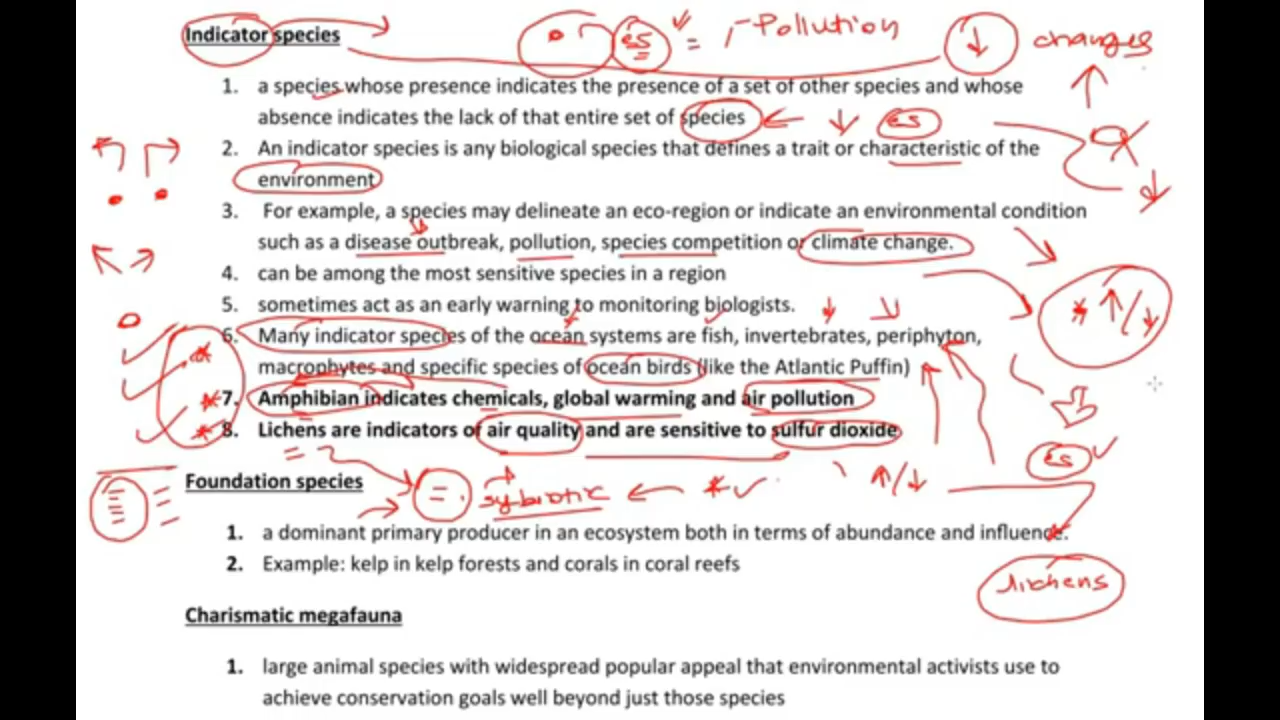 Indicator species
es = Pollution
changes
1. a species whose presence indicates the presence of a set of other species and whose
absence indicates the lack of that entire set of species
es
2. An indicator species is any biological species that defines a trait or characteristic of the
environment
3. For example, a species may delineate an eco-region or indicate an environmental condition
such as a disease outbreak, pollution, species competition or climate change.
4. can be among the most sensitive species in a region
5. sometimes act as an early warning to monitoring biologists.
6. Many indicator species of the ocean systems are fish, invertebrates, periphyton,
macrophytes and specific species of ocean birds (like the Atlantic Puffin)
7. Amphibian indicates chemicals, global warming and air pollution
8. Lichens are indicators of air quality and are sensitive to sulfur dioxide
es
Foundation species
symbiotic
1. a dominant primary producer in an ecosystem both in terms of abundance and influence.
2. Example: kelp in kelp forests and corals in coral reefs
lichens
Charismatic megafauna
1. large animal species with widespread popular appeal that environmental activists use to
achieve conservation goals well beyond just those species